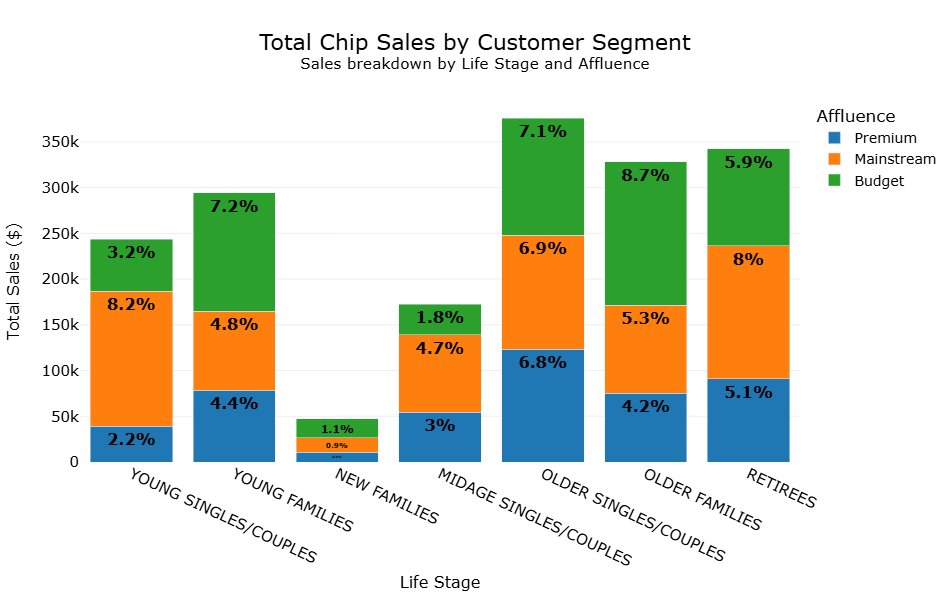 Total Chip Sales by Customer Segment
Sales breakdown by Life Stage and Affluence
Affluence
Premium
Mainstream
Budget
Total Sales ($)
350k
300k
250k
200k
150k
100k
50k
0
3.2%
8.2%
2.2%
7.2%
4.8%
4.4%
1.1%
0.9%
1.8%
4.7%
3%
7.1%
6.9%
6.8%
8.7%
5.3%
4.2%
5.9%
8%
5.1%
YOUNG SINGLES/COUPLES
YOUNG FAMILIES
NEW FAMILIES
MIDAGE SINGLES/COUPLES
OLDER SINGLES/COUPLES
OLDER FAMILIES
RETIREES
Life Stage